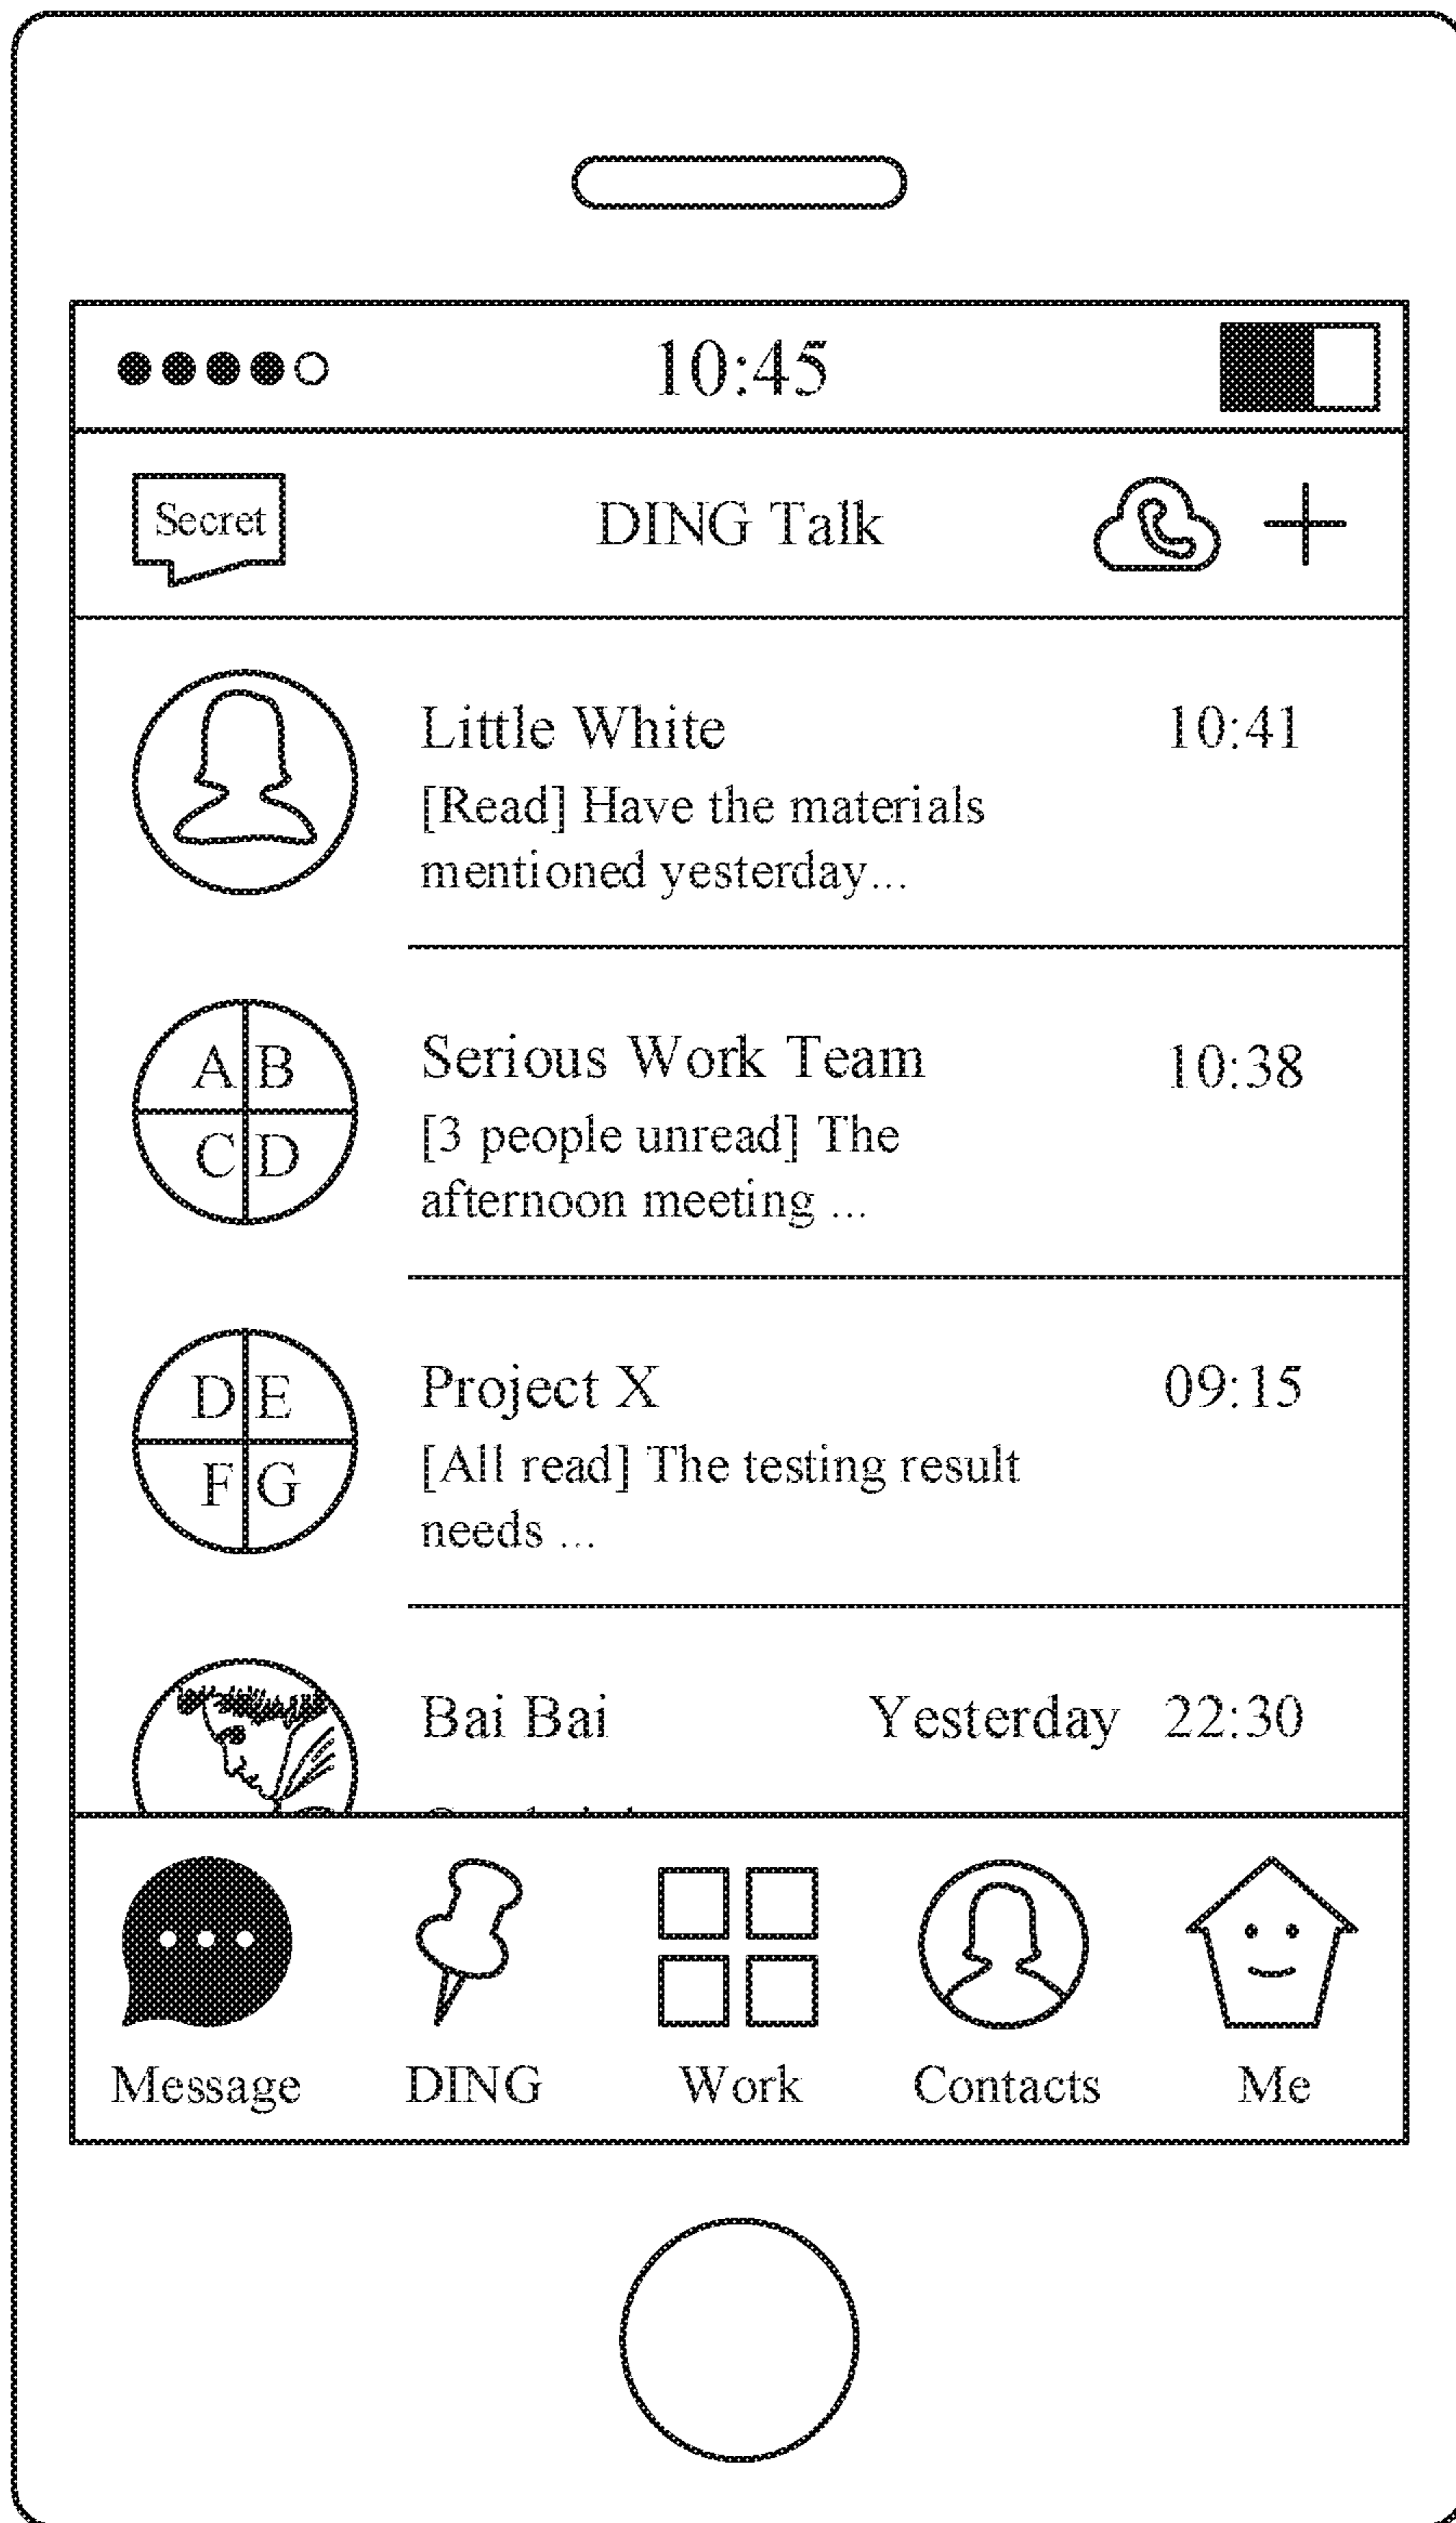 10:45
Secret
DING Talk
Little White 10:41
[Read] Have the materials
mentioned yesterday...
A B
C D
Serious Work Team 10:38
[3 people unread] The
afternoon meeting ...
D E
F G
Project X 09:15
[All read] The testing result
needs ...
Bai Bai Yesterday 22:30
Message DING Work Contacts Me